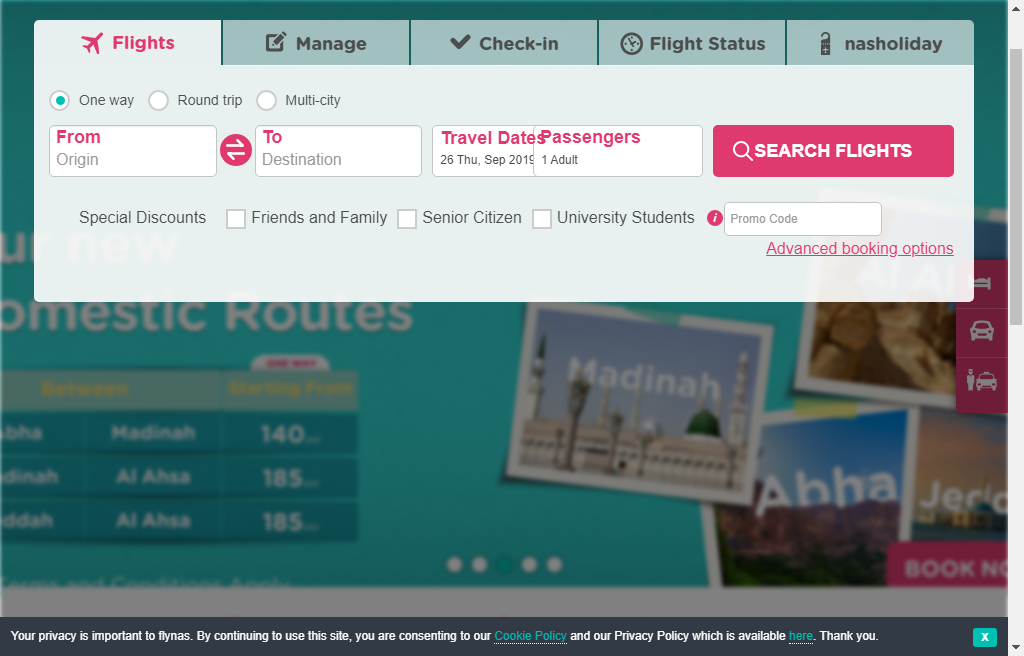 Flights
Manage
Check-in
Flight Status
nasholiday
One way
Round trip
Multi-city
From
Origin
To
Destination
Travel Dates
26 Thu, Sep 2019
Passengers
1 Adult
SEARCH FLIGHTS
Special Discounts
Friends and Family
Senior Citizen
University Students
i
Promo Code
Advanced booking options
ur new
omestic Routes
ONE WAY
Between
Starting From
Abha
Madinah
140
dinah
Al Ahsa
185
ddah
Al Ahsa
185
Terms and Conditions Apply
Madinah
Al Al
Abha
Jed
BOOK NO
Your privacy is important to flynas. By continuing to use this site, you are consenting to our Cookie Policy and our Privacy Policy which is available here. Thank you.
X